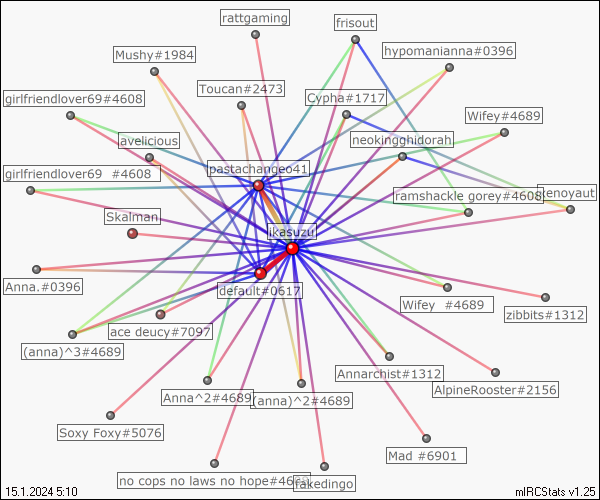 rattgaming
frisout
Mushy#1984
hypomanianna#0396
Toucan#2473
girlfriendlover69#4608
Cypha#1717
Wifey#4689
avelicious
neokingghidorah
pastachangeo41
girlfriendlover69 #4608
ramshackle gorey#4608
xenoyaut
Skallman
ikasuzu
Anna.#0396
default#0617
Wifey #4689
zibbits#1312
ace deucy#7097
(anna)^3#4689
Annarchist#1312
AlpineRooster#2156
Anna^2#4689
(anna)^2#4689
Soxy Foxy#5076
Mad #6901
no cops no laws no hope#4689
fakedingo
15.1.2024 5:10
mIRCStats v1.25